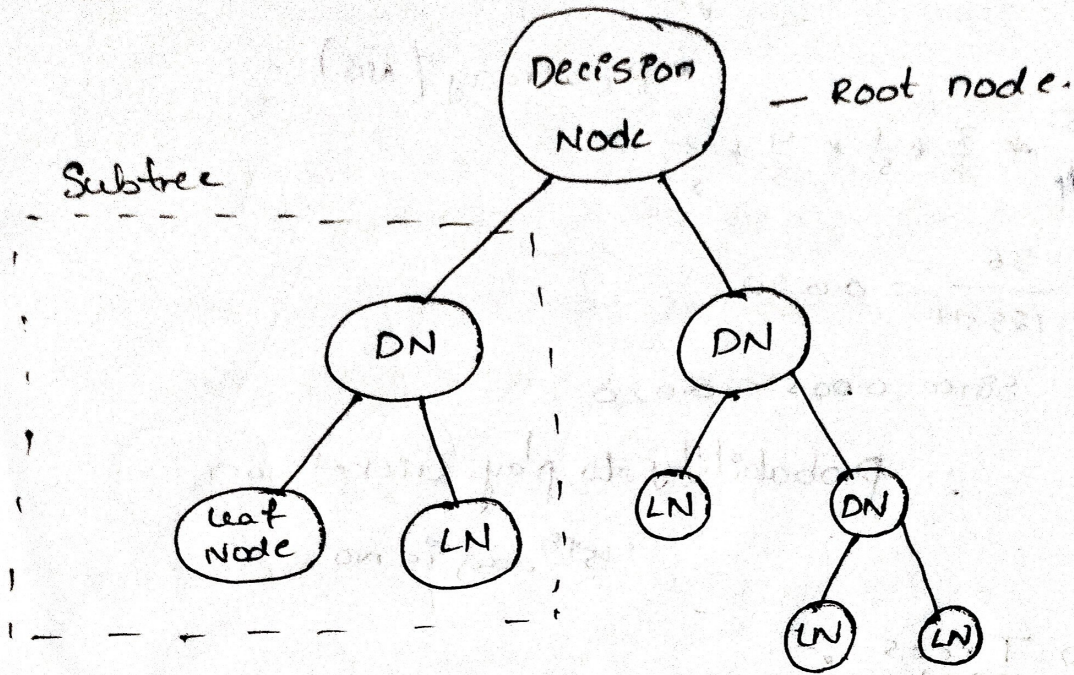 Decision
Node
— Root node.
Subtree
DN
DN
Leaf
Node
LN
LN
DN
LN
LN